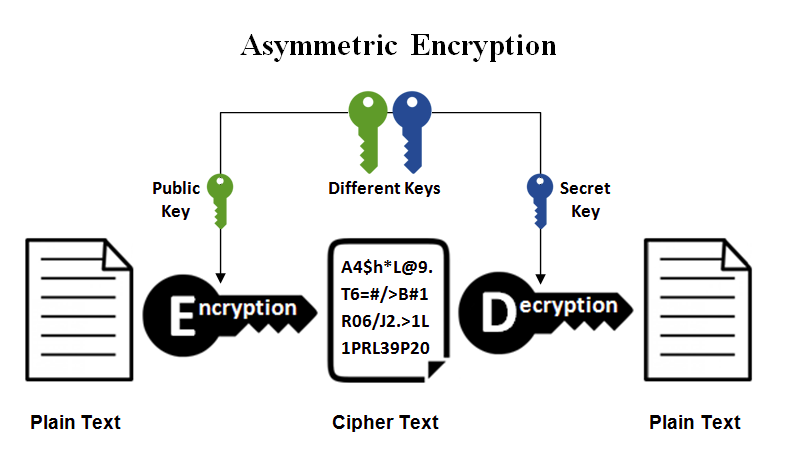 Asymmetric Encryption
Public
Key
Different Keys
Secret
Key
Encryption
A4$h*L@9.
T6=#/>B#1
R06/J2.>1L
1PRL39P20
Decryption
Plain Text
Cipher Text
Plain Text